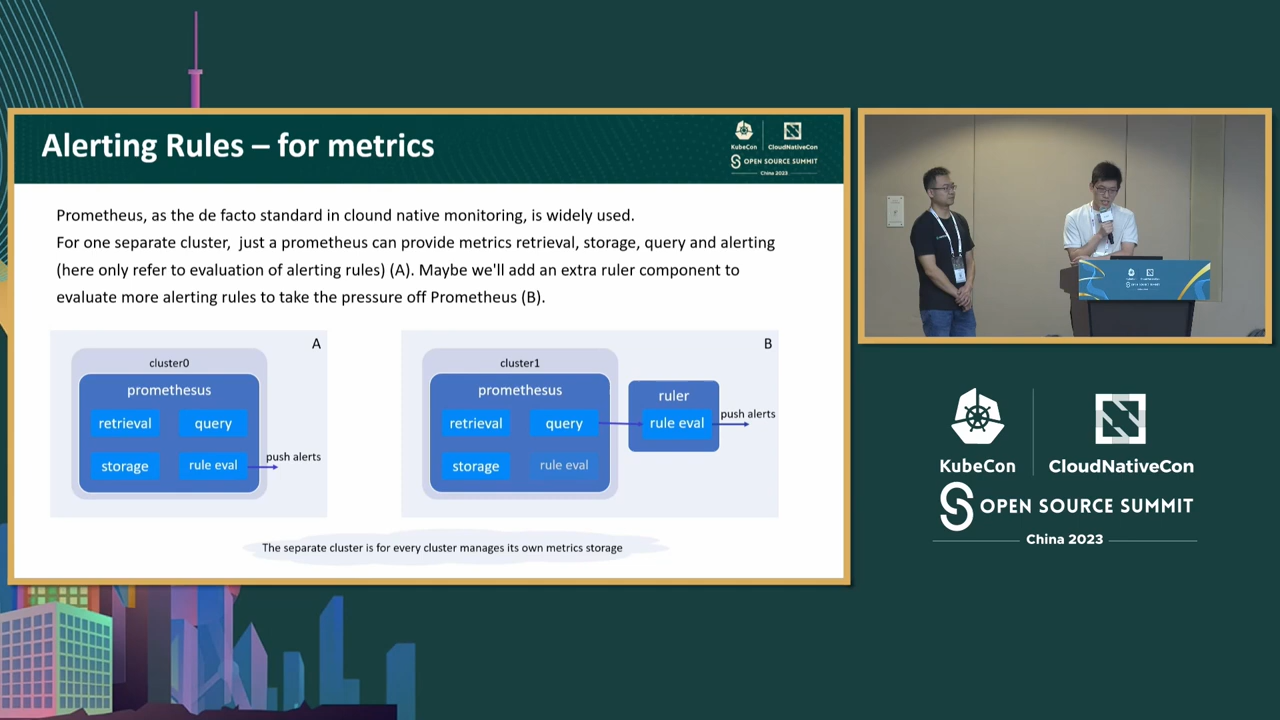 Alerting Rules – for metrics
KubeCon
CloudNativeCon
OPEN SOURCE SUMMIT
China 2023
Prometheus, as the de facto standard in clound native monitoring, is widely used.
For one separate cluster, just a prometheus can provide metrics retrieval, storage, query and alerting
(here only refer to evaluation of alerting rules) (A). Maybe we'll add an extra ruler component to
evaluate more alerting rules to take the pressure off Prometheus (B).
A
cluster0
promethesus
retrieval
query
storage
rule eval
push alerts
B
cluster1
promethesus
retrieval
query
storage
rule eval
ruler
rule eval
push alerts
The separate cluster is for every cluster manages its own metrics storage
KubeCon
CloudNativeCon
OPEN SOURCE SUMMIT
China 2023